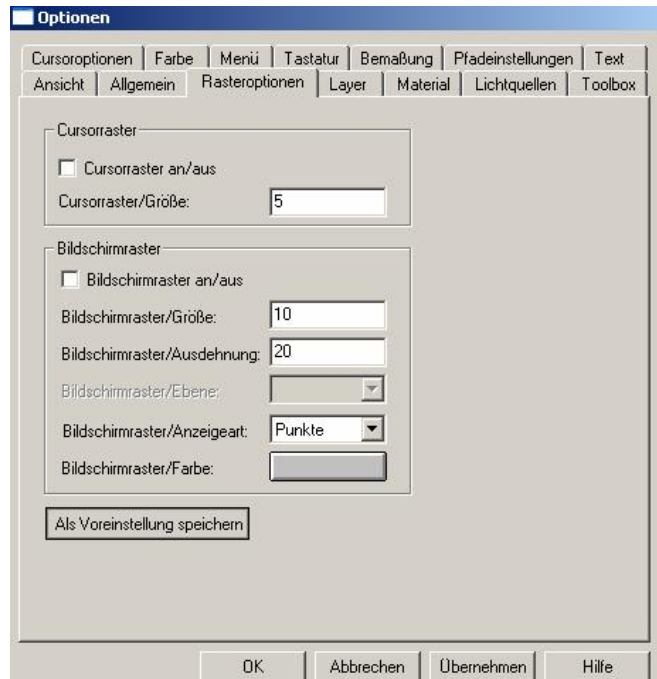 Optionen
Cursoroptionen Farbe Menü Tastatur Bemaßung Pfadeinstellungen Text
Ansicht Allgemein Rasteroptionen Layer Material Lichtquellen Toolbox
Cursorraster
Cursorraster an/aus
Cursorraster/Größe: 5
Bildschirmraster
Bildschirmraster an/aus
Bildschirmraster/Größe: 10
Bildschirmraster/Ausdehnung: 20
Bildschirmraster/Ebene:
Bildschirmraster/Anzeigeart: Punkte
Bildschirmraster/Farbe:
Als Voreinstellung speichern
OK Abbrechen Übernehmen Hilfe